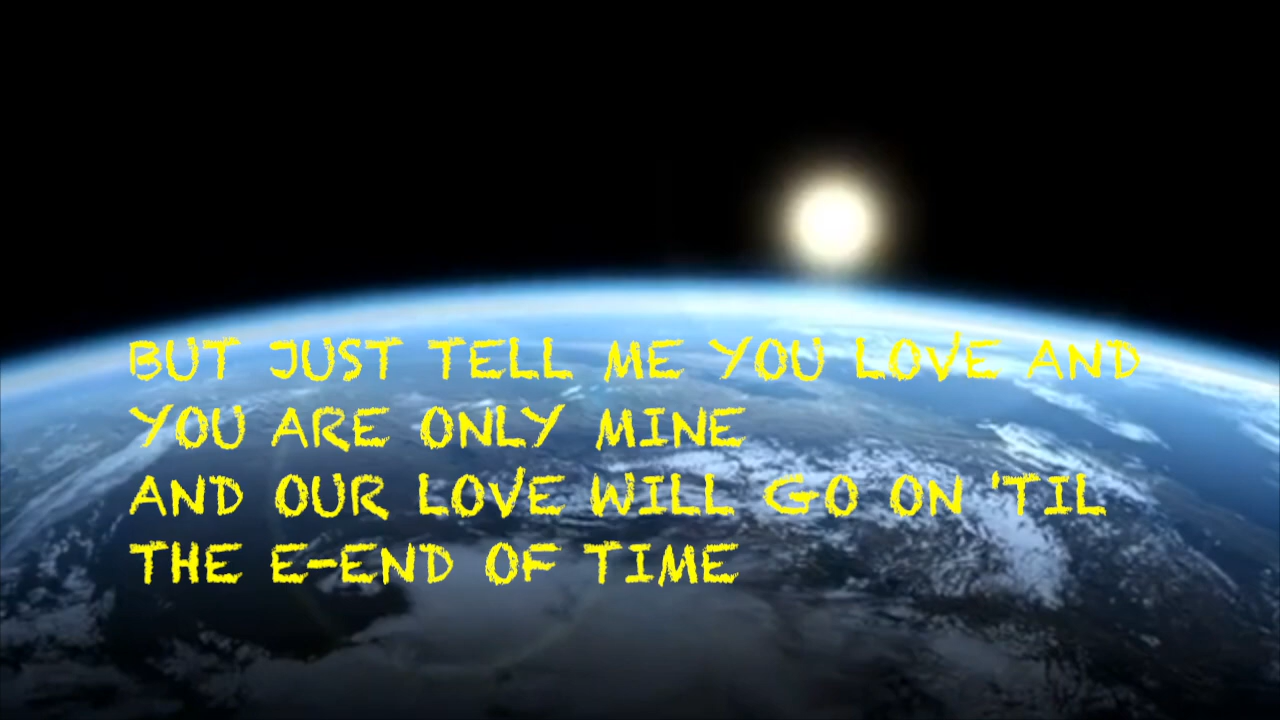 BUT JUST TELL ME YOU LOVE AND
YOU ARE ONLY MINE
AND OUR LOVE WILL GO ON 'TIL
THE E-END OF TIME